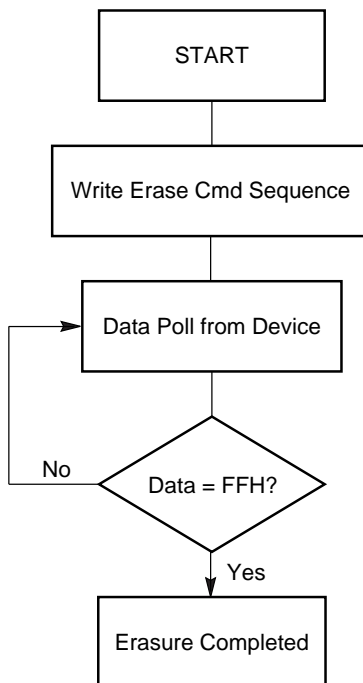 START
Write Erase Cmd Sequence
Data Poll from Device
No
Data = FFH?
Yes
Erasure Completed